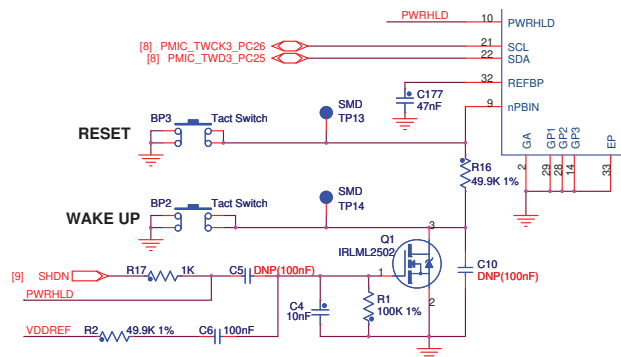 PWRHLD 10 PWRHLD
[8] PMIC_TWCK3_PC26 21 SCL
[8] PMIC_TWD3_PC25 22 SDA
32 REFBP
C177
47nF
9 nPBIN
BP3 Tact Switch
SMD
TP13
RESET
GA GP1 GP2 GP3 EP
2 29 28 14 33
R16
49.9K 1%
BP2 Tact Switch
SMD
TP14
WAKE UP
3
Q1
IRLML2502
C10
DNP(100nF)
[9] SHDN R17 1K C5 DNP(100nF) 1
PWRHLD
C4
10nF
R1
100K 1%
2
VDDREF R2 49.9K 1% C6 100nF